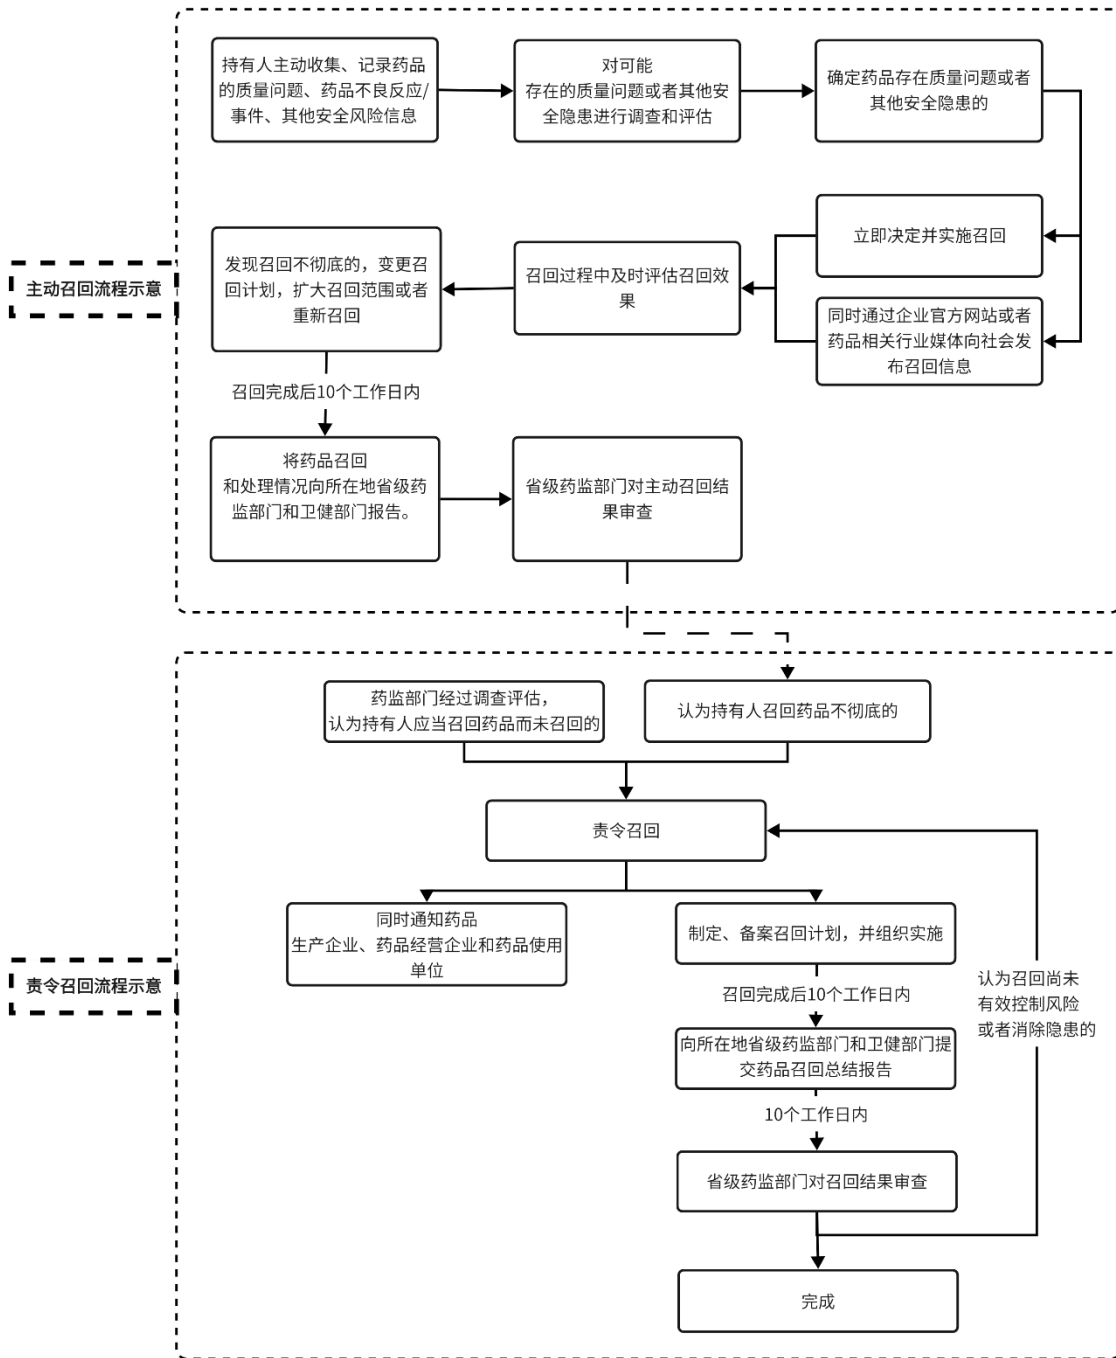 持有人主动收集、记录药品
的质量问题、药品不良反应/
事件、其他安全风险信息
对可能
存在的质量问题或者其他安
全隐患进行调查和评估
确定药品存在质量问题或者
其他安全隐患的
立即决定并实施召回
同时通过企业官方网站或者
药品相关行业媒体向社会发
布召回信息
召回过程中及时评估召回效
果
发现召回不彻底的，变更召
回计划，扩大召回范围或者
重新召回
主动召回流程示意
召回完成后10个工作日内
将药品召回
和处理情况向所在地省级药
监部门和卫健部门报告。
省级药监部门对主动召回结
果审查
药监部门经过调查评估，
认为持有人应当召回药品而未召回的
认为持有人召回药品不彻底的
责令召回
同时通知药品
生产企业、药品经营企业和药品使用
单位
制定、备案召回计划，并组织实施
责令召回流程示意
召回完成后10个工作日内
认为召回尚未
有效控制风险
或者消除隐患的
向所在地省级药监部门和卫健部门提
交药品召回总结报告
10个工作日内
省级药监部门对召回结果审查
完成